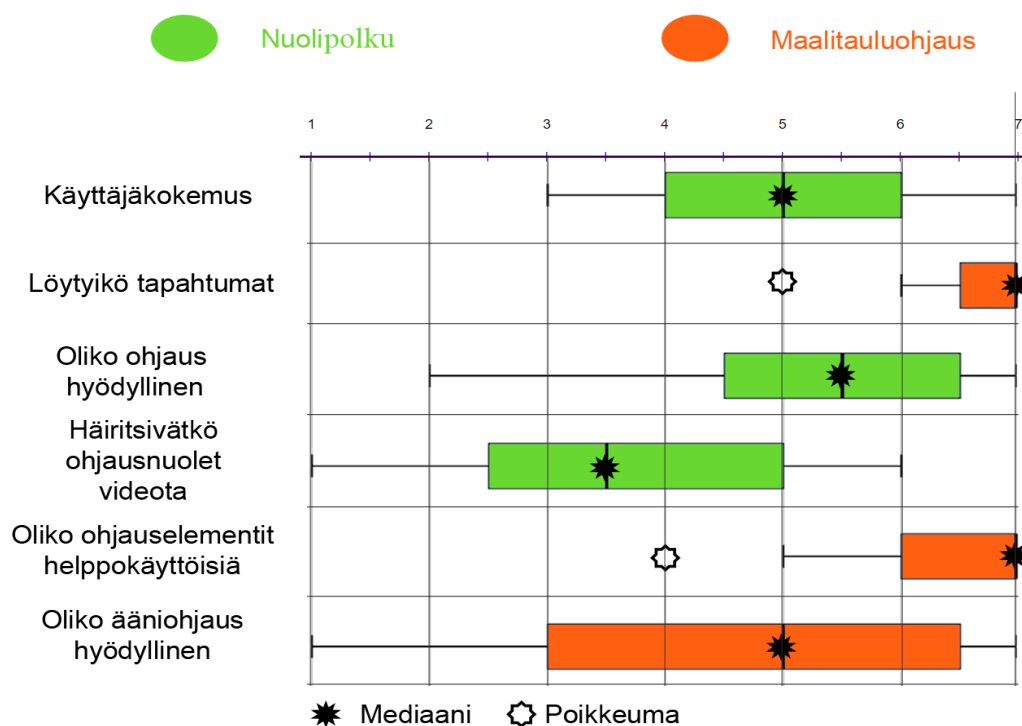 Nuolipolku
Maalitauluohjaus
1 2 3 4 5 6 7
Käyttäjäkokemus
Löytyikö tapahtumat
Oliko ohjaus
hyödyllinen
Häiritsivätkö
ohjausnuolet
videota
Oliko ohjauselementit
helppokäyttöisiä
Oliko ääniohjaus
hyödyllinen
Mediaani
Poikkeuma